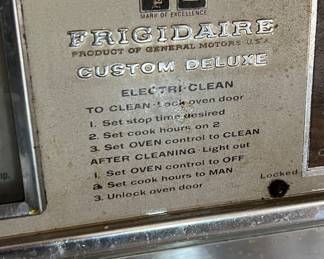 MARK OF EXCELLENCE
FRIGIDAIRE
PRODUCT OF GENERAL MOTORS U.S.A.
CUSTOM DELUXE
ELECTRI-CLEAN
TO CLEAN-Lock oven door
1. Set stop time desired
2. Set cook hours on 2
3. Set OVEN control to CLEAN
AFTER CLEANING-Light out
1. Set OVEN control to OFF
2. Set cook hours to MAN
3. Unlock oven door
Locked